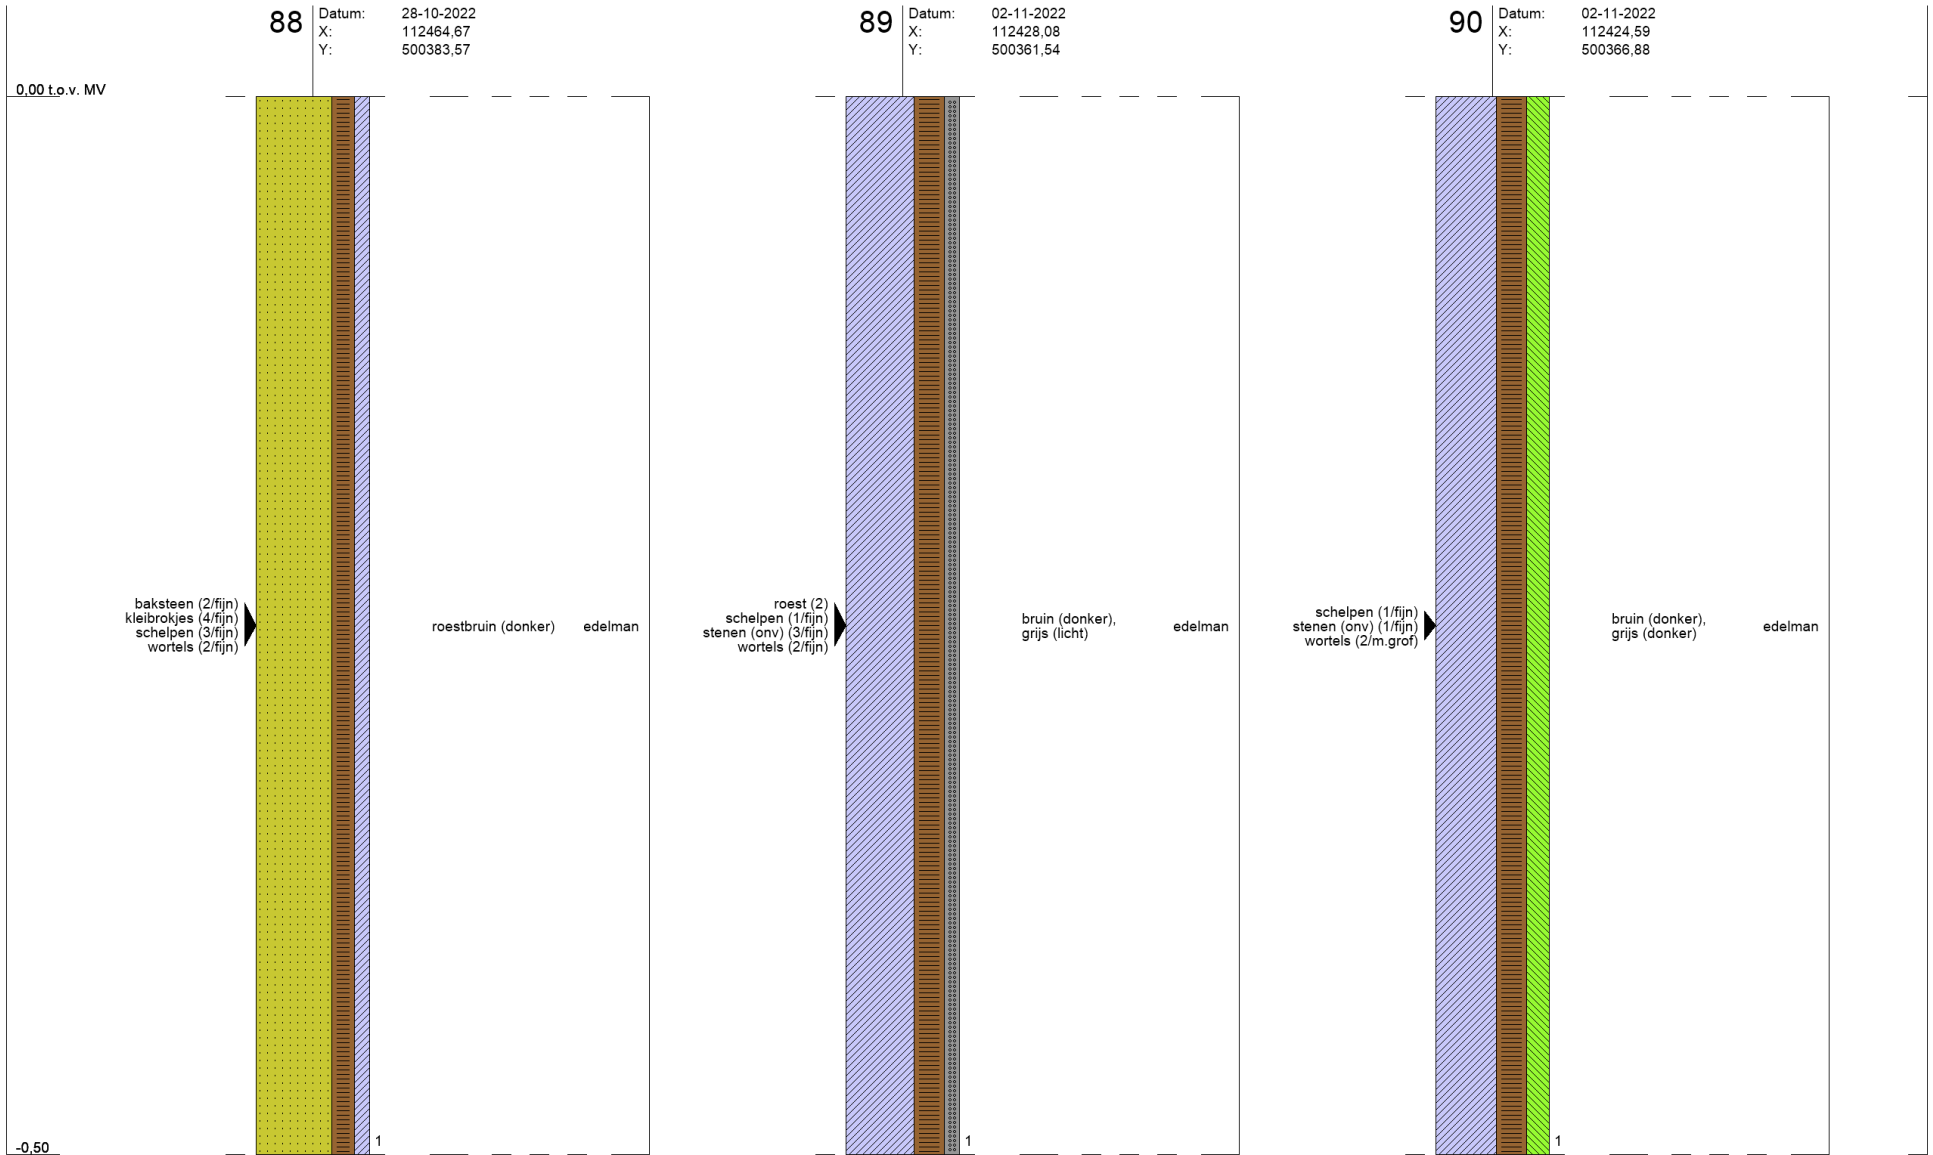 88
Datum: 28-10-2022
X: 112464,67
Y: 500383,57
89
Datum: 02-11-2022
X: 112428,08
Y: 500361,54
90
Datum: 02-11-2022
X: 112424,59
Y: 500366,88
0,00 t.o.v. MV
baksteen (2/fijn)
kleibrokjes (4/fijn)
schelpen (3/fijn)
wortels (2/fijn)
roestbruin (donker)
edelman
roest (2)
schelpen (1/fijn)
stenen (onv) (3/fijn)
wortels (2/fijn)
bruin (donker),
grijs (licht)
edelman
schelpen (1/fijn)
stenen (onv) (1/fijn)
wortels (2/m.grof)
bruin (donker),
grijs (donker)
edelman
1
1
1
-0,50